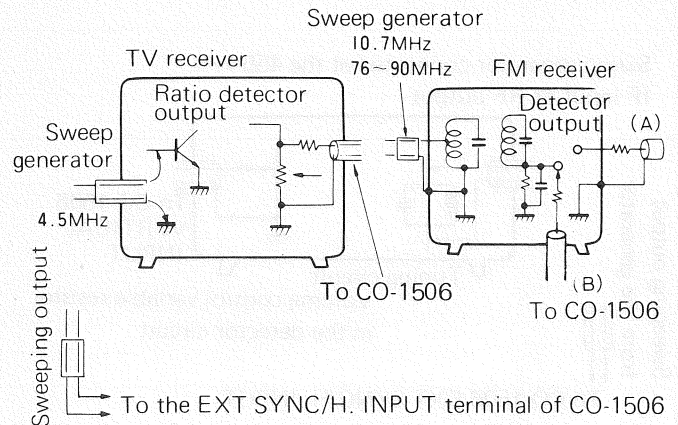 Sweep generator
10.7MHz
76~90MHz
TV receiver
FM receiver
Ratio detector
output
Detector
output
(A)
Sweep
generator
4.5MHz
To CO-1506
(B)
To CO-1506
Sweeping output
To the EXT SYNC/H. INPUT terminal of CO-1506